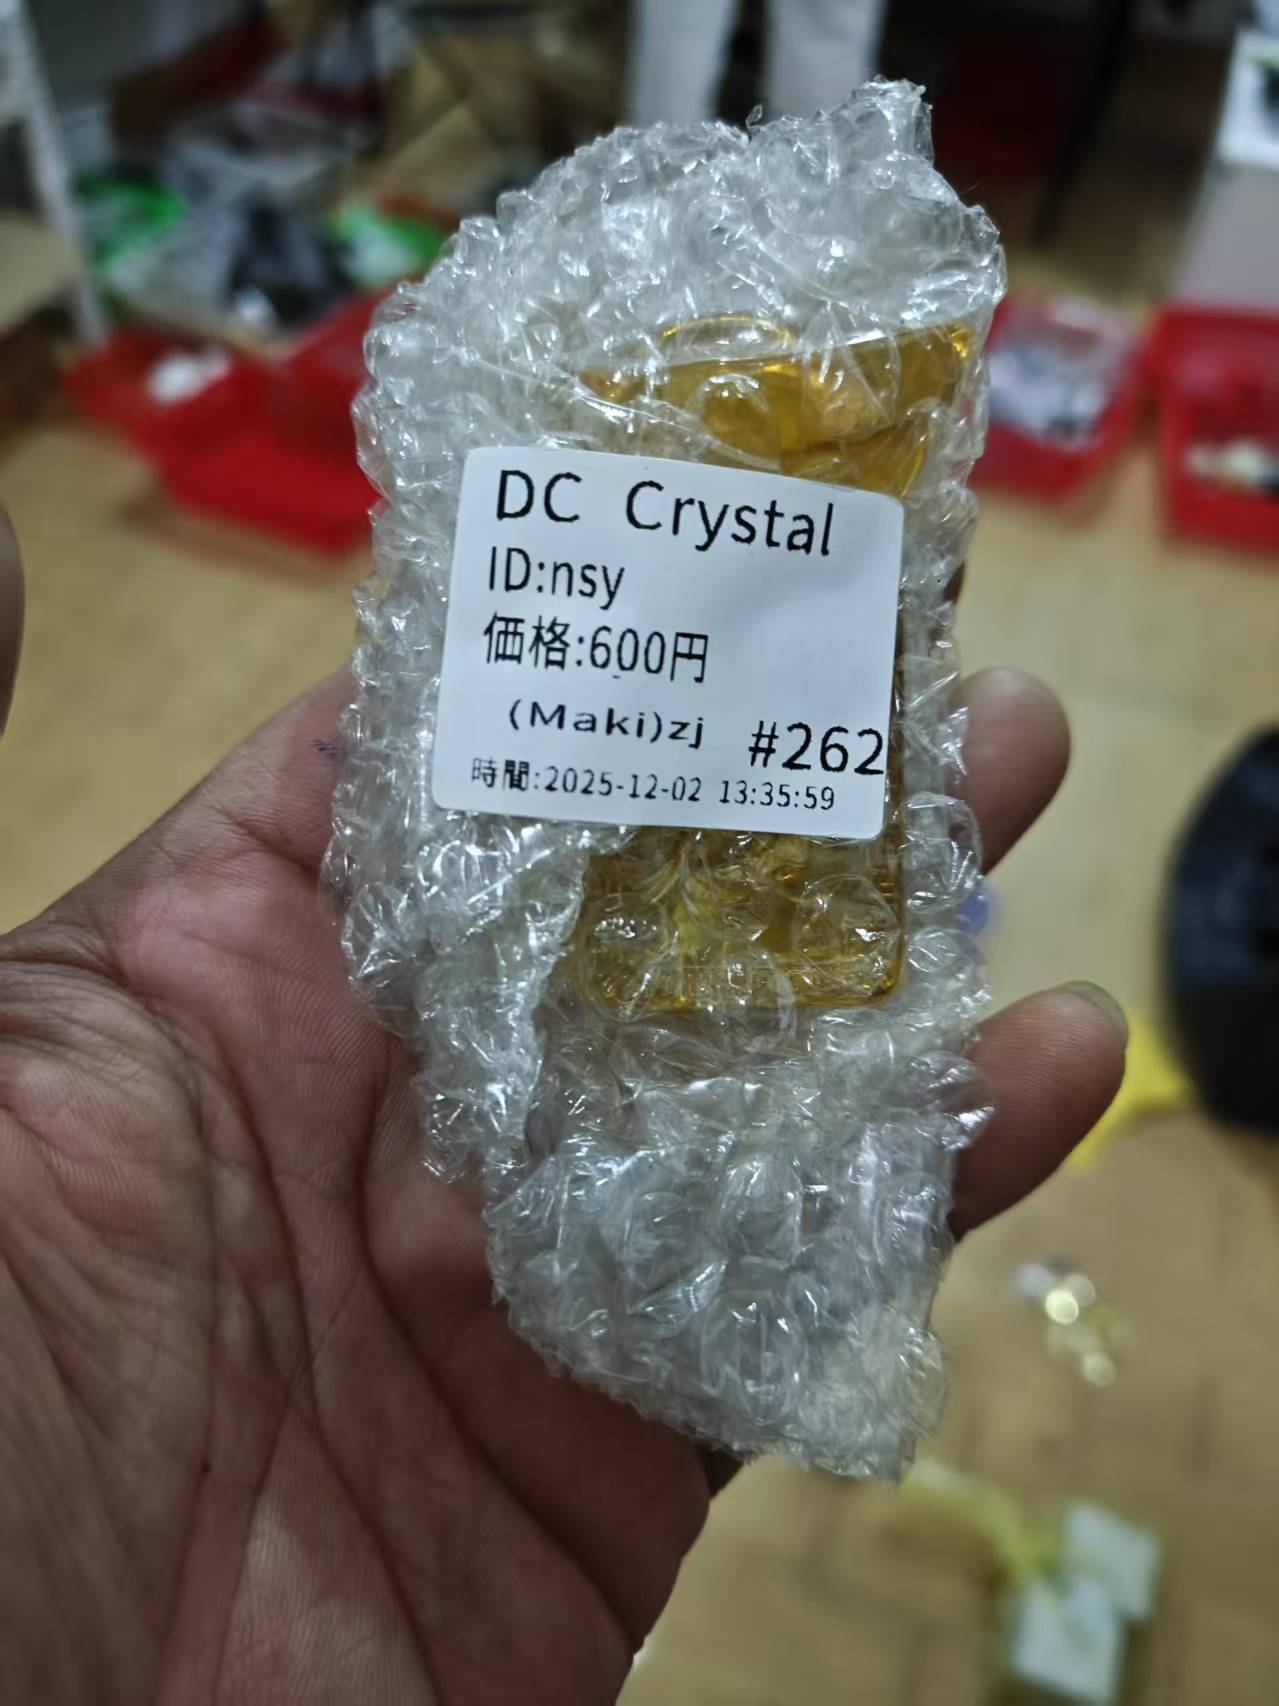 DC Crystal
ID:nsy
価格:600円
(Maki)zj #262
時間:2025-12-02 13:35:59